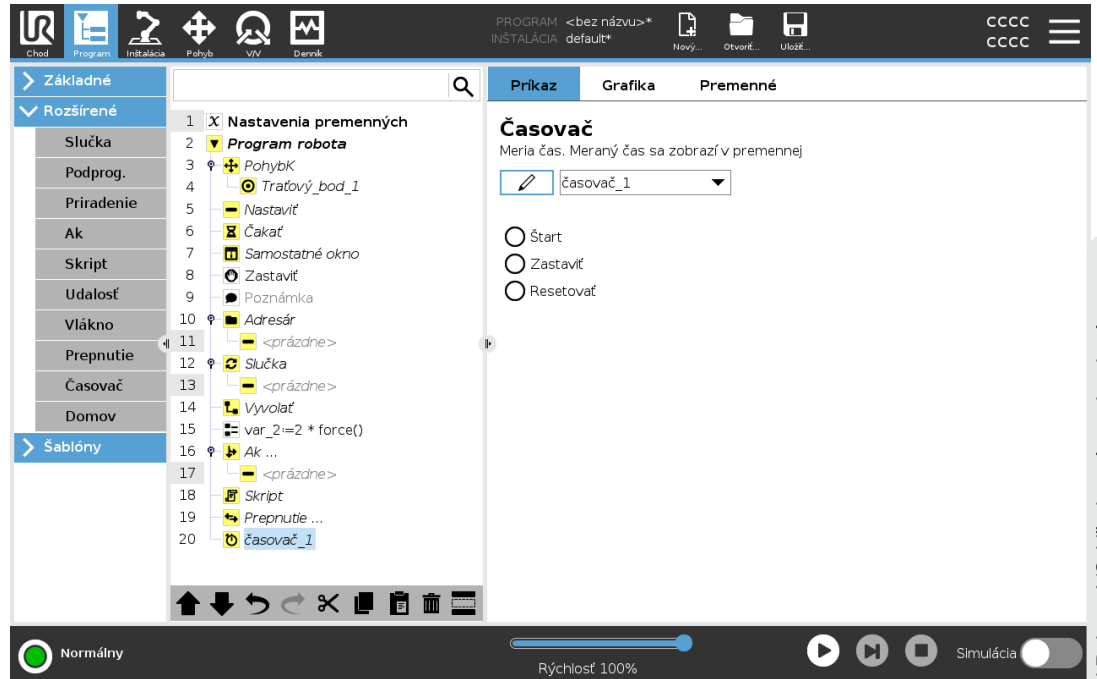 PROGRAM <bez názvu>*
INŠTALÁCIA default*
Chod
Program
Inštalácia
Pohyb
V/V
Denník
Nový...
Otvoriť...
Uložiť...
CCCC
CCCC
Základné
Rozšírené
Slučka
Podprog.
Priradenie
Ak
Skript
Udalosť
Vlákno
Prepnutie
Časovač
Domov
Šablóny
1 X Nastavenia premenných
2 Program robota
3 PohybK
4 Traťový_bod_1
5 Nastaviť
6 Čakať
7 Samostatné okno
8 Zastaviť
9 Poznámka
10 Adresár
11 <prázdne>
12 Slučka
13 <prázdne>
14 Vyvolať
15 var_2:=2 * force()
16 Ak ...
17 <prázdne>
18 Skript
19 Prepnutie ...
20 časovač_1
Príkaz Grafika Premenné
Časovač
Meria čas. Meraný čas sa zobrazí v premennej
časovač_1
Štart
Zastaviť
Resetovať
Normálny
Rýchlosť 100%
Simulácia